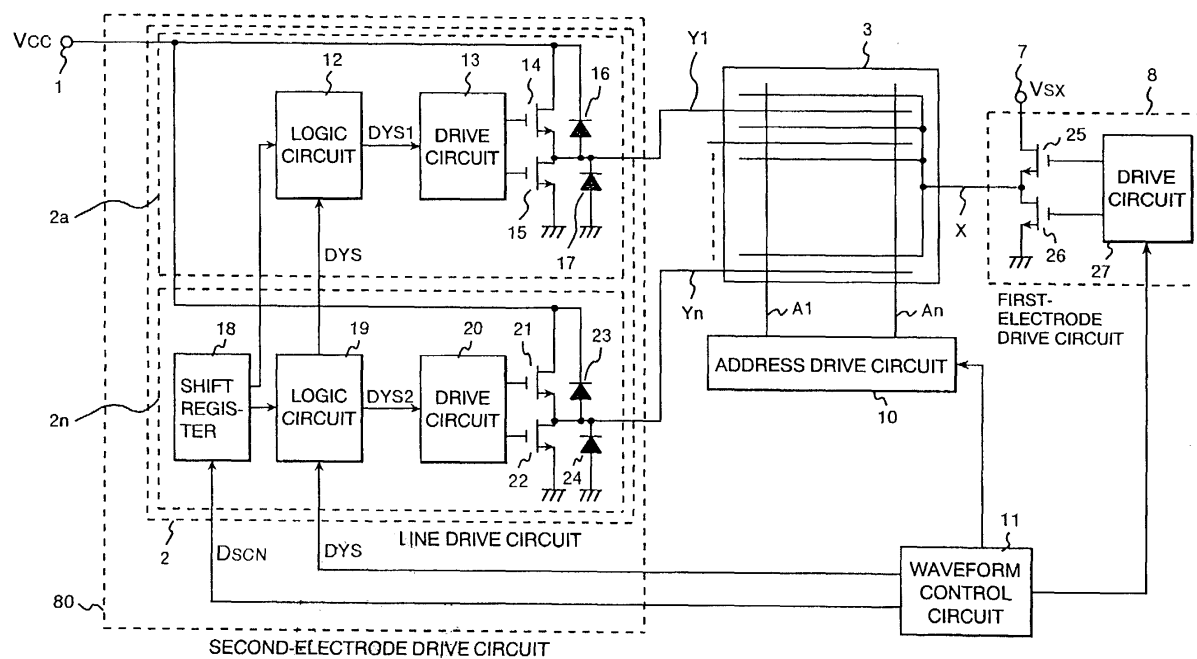 VCC
1
12
LOGIC
CIRCUIT
DYS1
13
DRIVE
CIRCUIT
14
16
15
17
2a
DYS
Y1
3
7
VSX
8
25
DRIVE
CIRCUIT
26
27
X
FIRST-
ELECTRODE
DRIVE CIRCUIT
Yn
A1
An
ADDRESS DRIVE CIRCUIT
10
18
SHIFT
REGIS-
TER
19
LOGIC
CIRCUIT
DYS2
20
DRIVE
CIRCUIT
21
23
22
24
2n
2
LINE DRIVE CIRCUIT
DSCN
DYS
11
WAVEFORM
CONTROL
CIRCUIT
80
SECOND-ELECTRODE DRIVE CIRCUIT